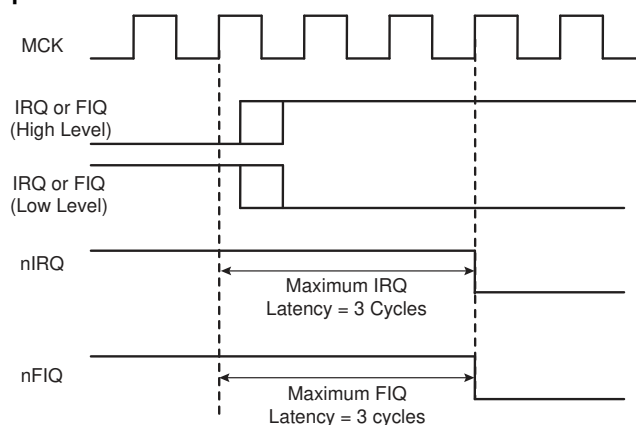 MCK
IRQ or FIQ
(High Level)
IRQ or FIQ
(Low Level)
nIRQ
Maximum IRQ
Latency = 3 Cycles
nFIQ
Maximum FIQ
Latency = 3 cycles